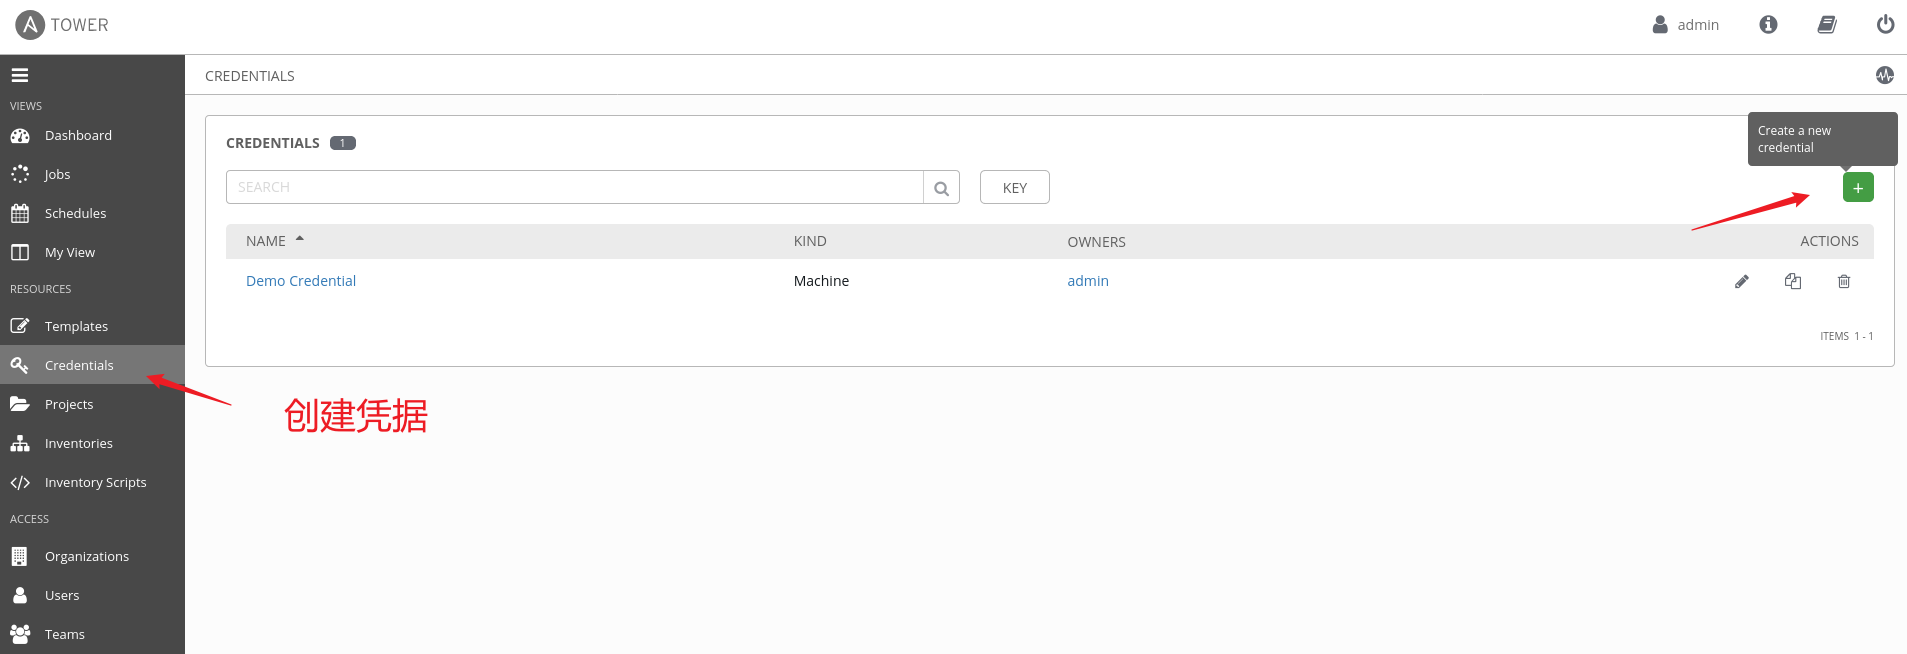 TOWER
admin
CREDENTIALS
VIEWS
Dashboard
Jobs
Schedules
My View
RESOURCES
Templates
Credentials
Projects
Inventories
Inventory Scripts
ACCESS
Organizations
Users
Teams
CREDENTIALS 1
Create a new
credential
SEARCH
KEY
+
NAME KIND OWNERS ACTIONS
Demo Credential Machine admin
ITEMS 1 - 1
创建凭据